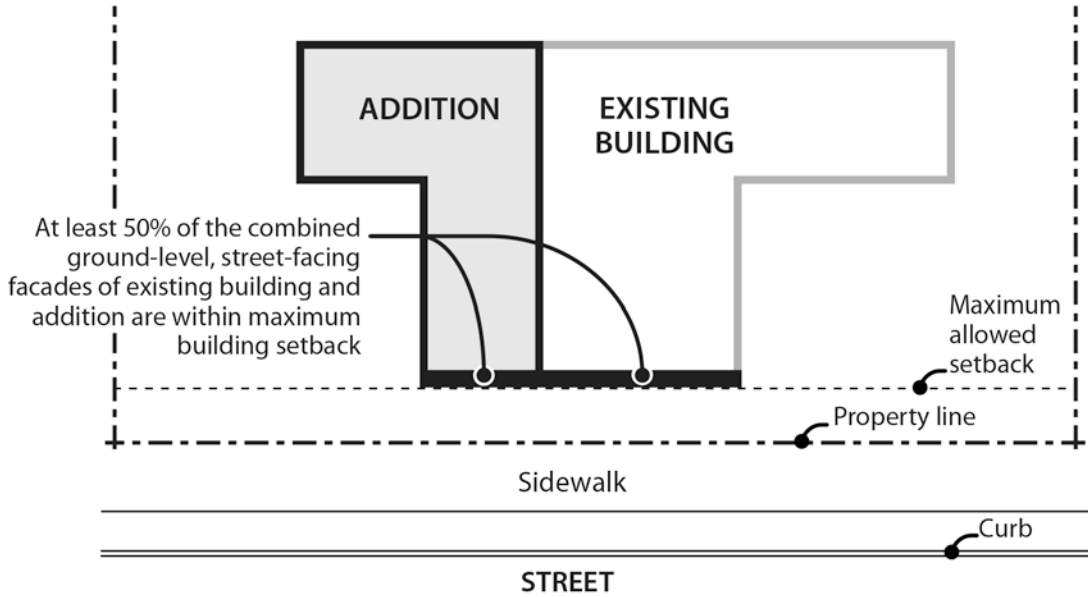 ADDITION
EXISTING
BUILDING
At least 50% of the combined
ground-level, street-facing
facades of existing building and
addition are within maximum
building setback
Maximum
allowed
setback
Property line
Sidewalk
Curb
STREET